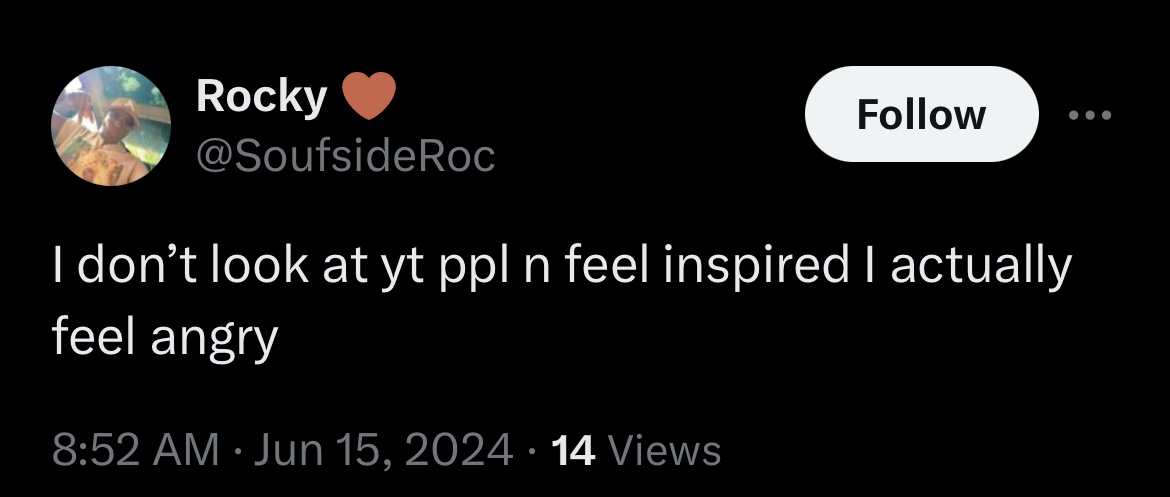 Rocky 🤎
Follow
@SoufsideRoc
I don’t look at yt ppl n feel inspired I actually
feel angry
8:52 AM · Jun 15, 2024 · 14 Views